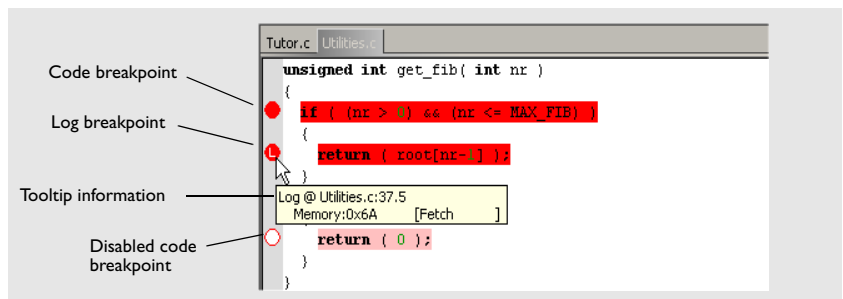 Tutor.c Utilities.c
unsigned int get_fib( int nr )
{
Code breakpoint
if ( (nr > 0) && (nr <= MAX_FIB) )
Log breakpoint
{
L return ( root[nr-1] );
}
Tooltip information
Log @ Utilities.c:37.5
Memory:0x6A [Fetch ]
Disabled code
breakpoint
return ( 0 );
}
}